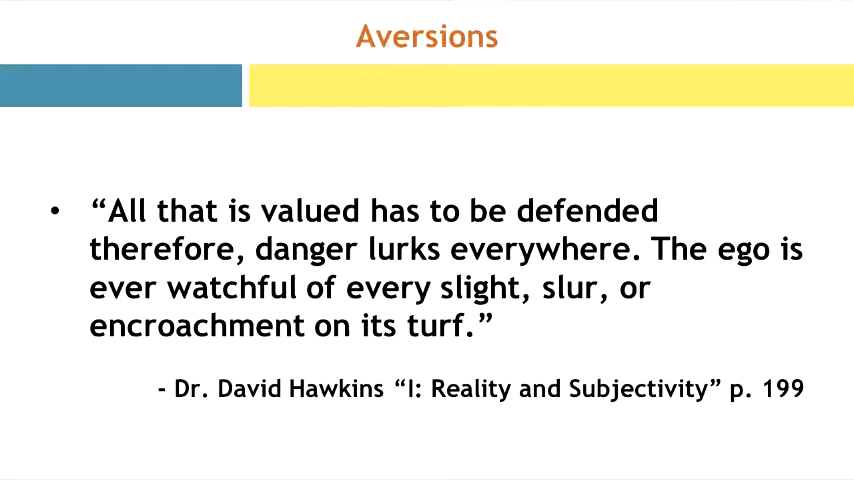 Aversions
• “All that is valued has to be defended
therefore, danger lurks everywhere. The ego is
ever watchful of every slight, slur, or
encroachment on its turf.”
- Dr. David Hawkins “I: Reality and Subjectivity” p. 199